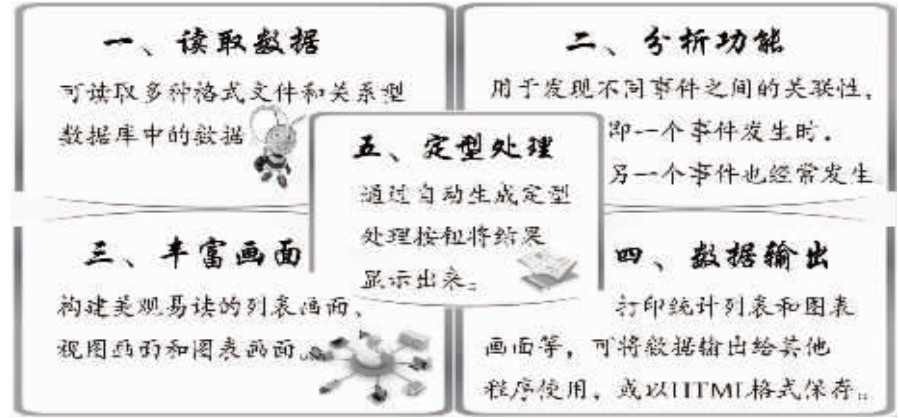 一、读取数据
可读取多种格式文件和关系型
数据库中的数据
二、分析功能
用于发现不同事件之间的关联性，
即一个事件发生时，
另一个事件也经常发生
三、丰富画面
构建美观易读的列表画面、
视图画面和图表画面。
四、数据输出
打印统计列表和图表
画面等，可将数据输出给其他
程序使用，或以HTML格式保存。
五、定型处理
通过自动生成定型
处理按钮将结果
显示出来。